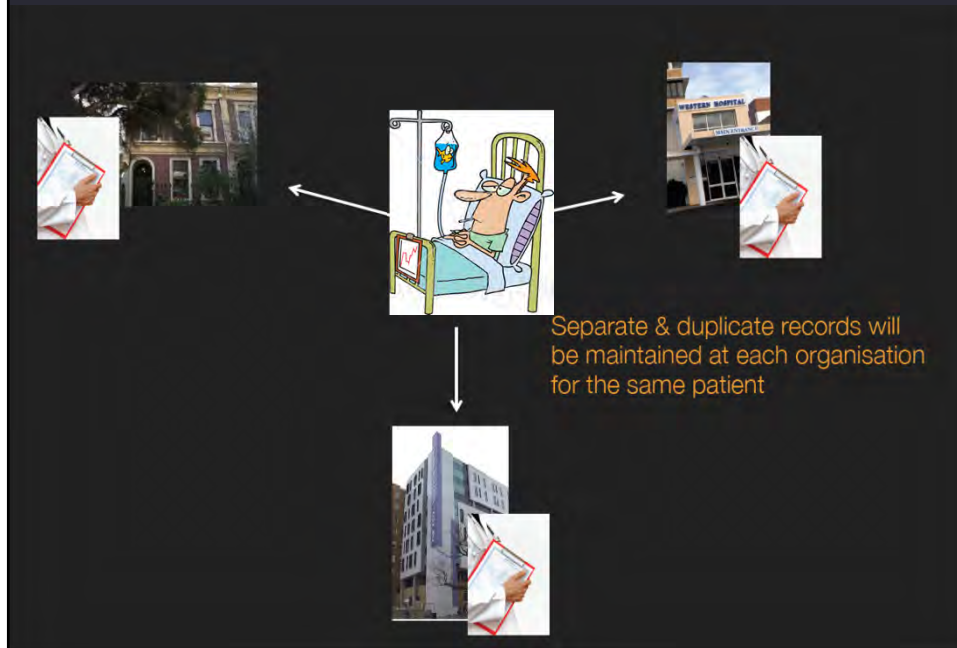 WESTERN HOSPITAL
MAIN ENTRANCE
Separate & duplicate records will
be maintained at each organisation
for the same patient